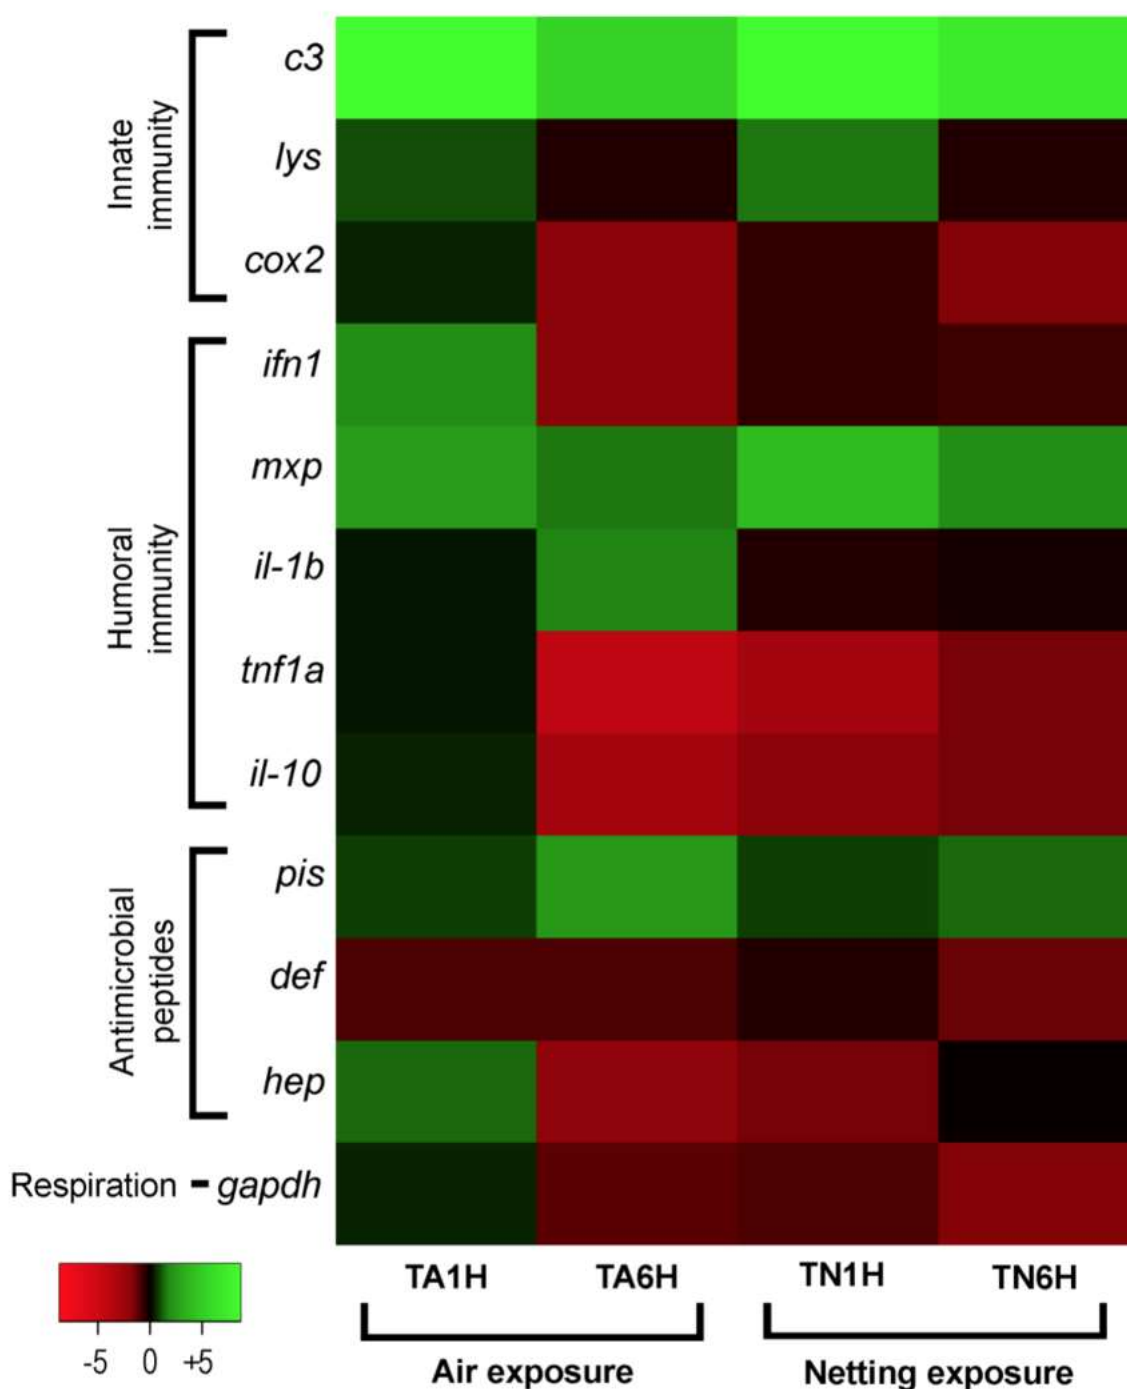 Innate
immunity
c3
lys
cox2
Humoral
immunity
ifn1
mxp
il-1b
tnf1a
il-10
Antimicrobial
peptides
pis
def
hep
Respiration gapdh
TA1H TA6H TN1H TN6H
Air exposure Netting exposure
-5 0 +5